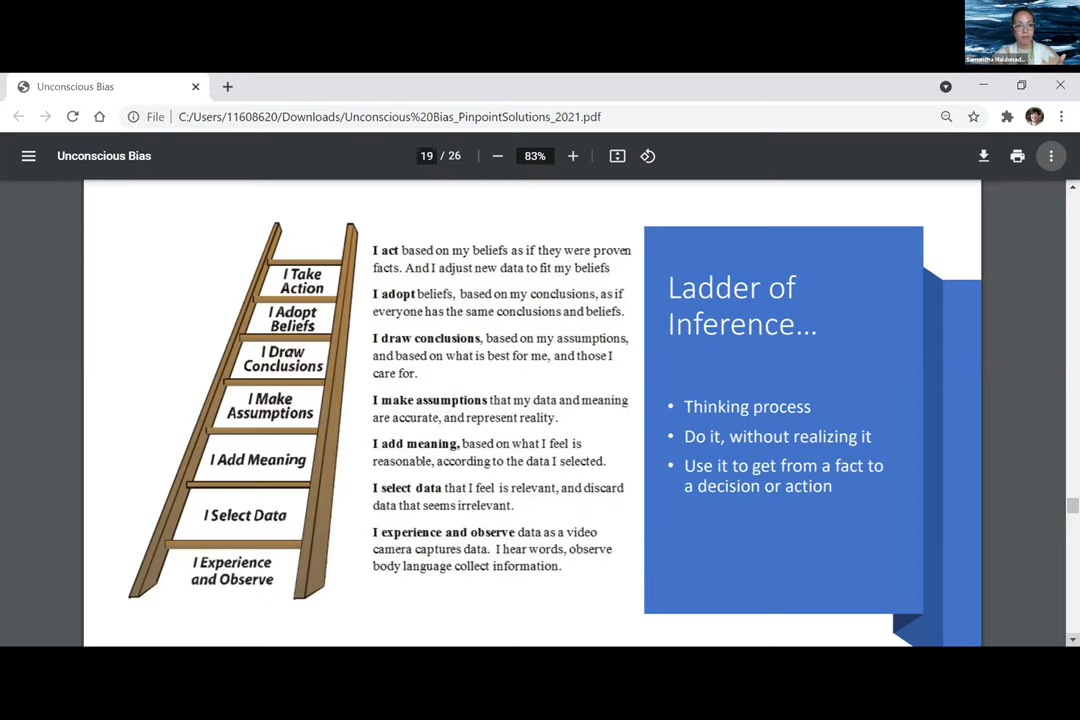 Samantha Maldonad...
Unconscious Bias
File
C:/Users/11608620/Downloads/Unconscious%20Bias_PinpointSolutions_2021.pdf
Unconscious Bias
19 / 26
83%
I Take
Action
I Adopt
Beliefs
I Draw
Conclusions
I Make
Assumptions
I Add Meaning
I Select Data
I Experience
and Observe
I act based on my beliefs as if they were proven
facts. And I adjust new data to fit my beliefs
I adopt beliefs, based on my conclusions, as if
everyone has the same conclusions and beliefs.
I draw conclusions, based on my assumptions,
and based on what is best for me, and those I
care for.
I make assumptions that my data and meaning
are accurate, and represent reality.
I add meaning, based on what I feel is
reasonable, according to the data I selected.
I select data that I feel is relevant, and discard
data that seems irrelevant.
I experience and observe data as a video
camera captures data. I hear words, observe
body language collect information.
Ladder of
Inference...
• Thinking process
• Do it, without realizing it
• Use it to get from a fact to
a decision or action